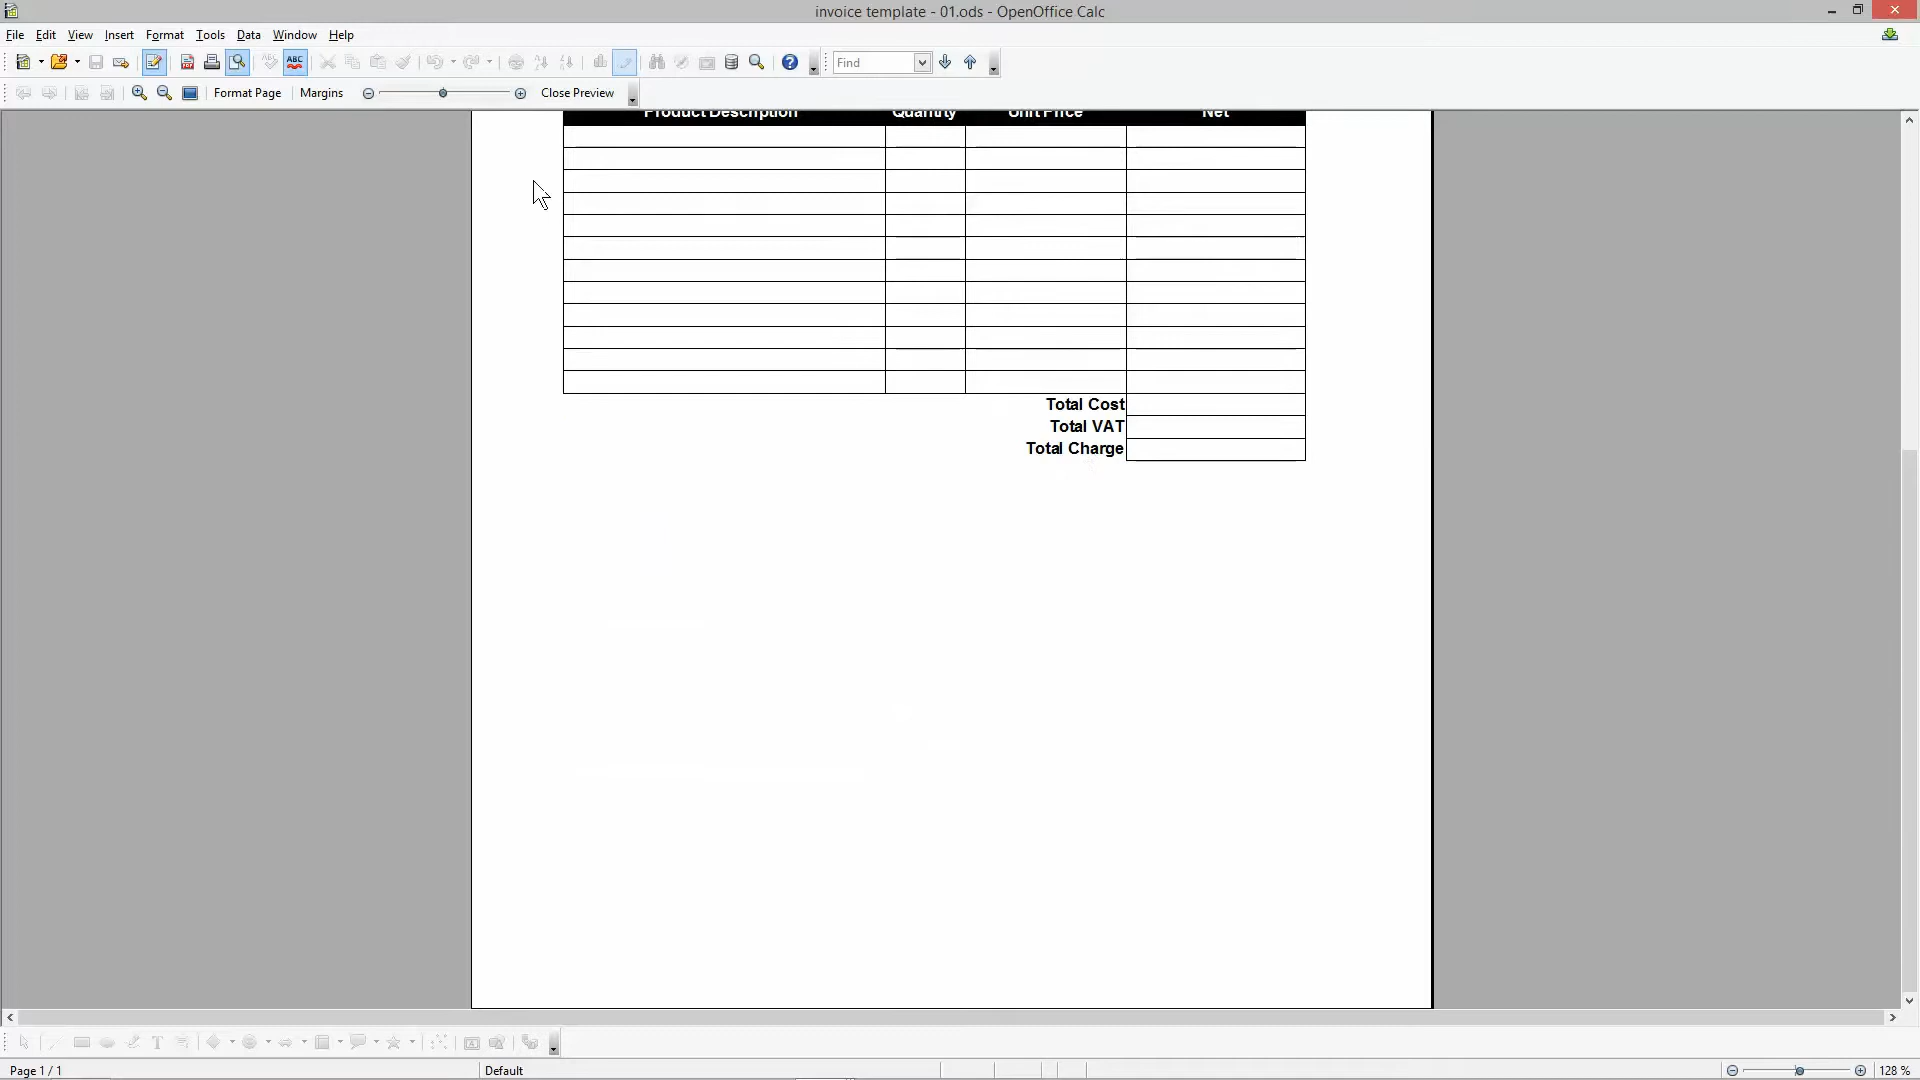 invoice template - 01.ods - OpenOffice Calc
File Edit View Insert Format Tools Data Window Help
ABC
Find
Format Page Margins Close Preview
Product Description Quantity Unit Price Net
Total Cost
Total VAT
Total Charge
Page 1 / 1 Default 128 %